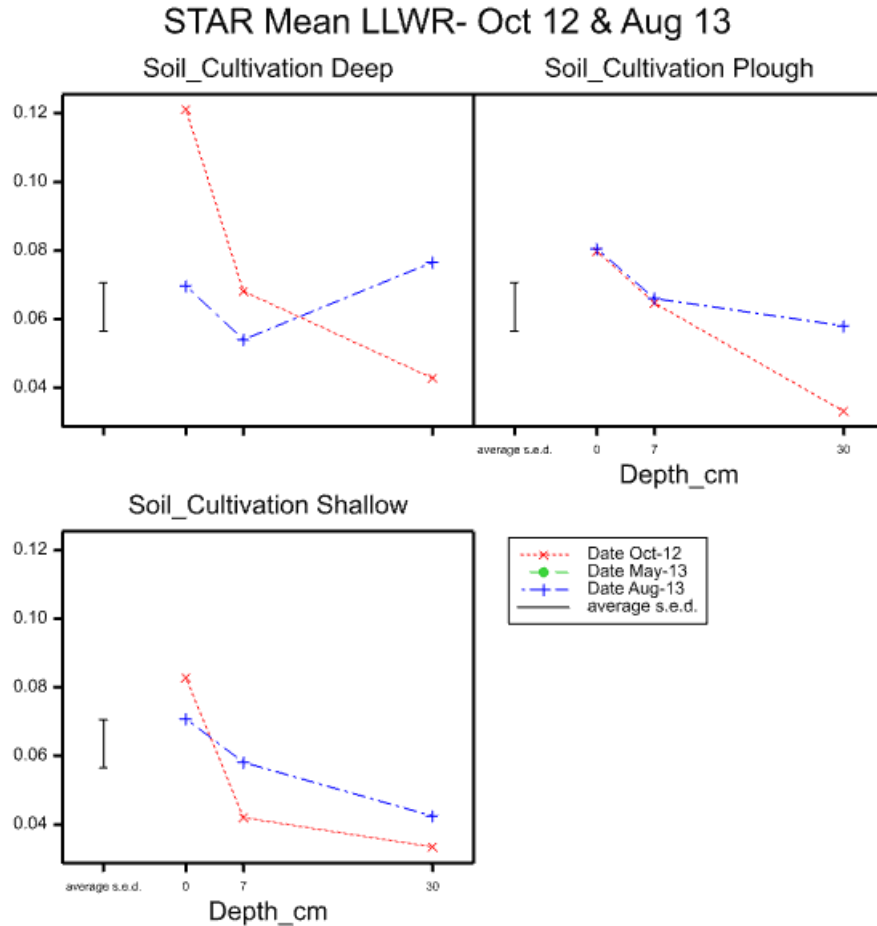 STAR Mean LLWR- Oct 12 & Aug 13
Soil_Cultivation Deep
Soil_Cultivation Plough
0.12
0.10
0.08
0.06
0.04
average s.e.d.
0
7
30
Depth_cm
Soil_Cultivation Shallow
0.12
0.10
0.08
0.06
0.04
average s.e.d.
0
7
30
Depth_cm
Date Oct-12
Date May-13
Date Aug-13
average s.e.d.